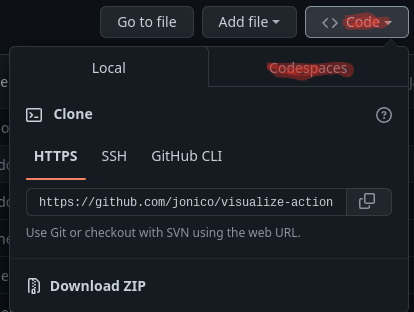 Go to file Add file Code
Local Codespaces
Clone
HTTPS SSH GitHub CLI
https://github.com/jonico/visualize-action
Use Git or checkout with SVN using the web URL.
Download ZIP